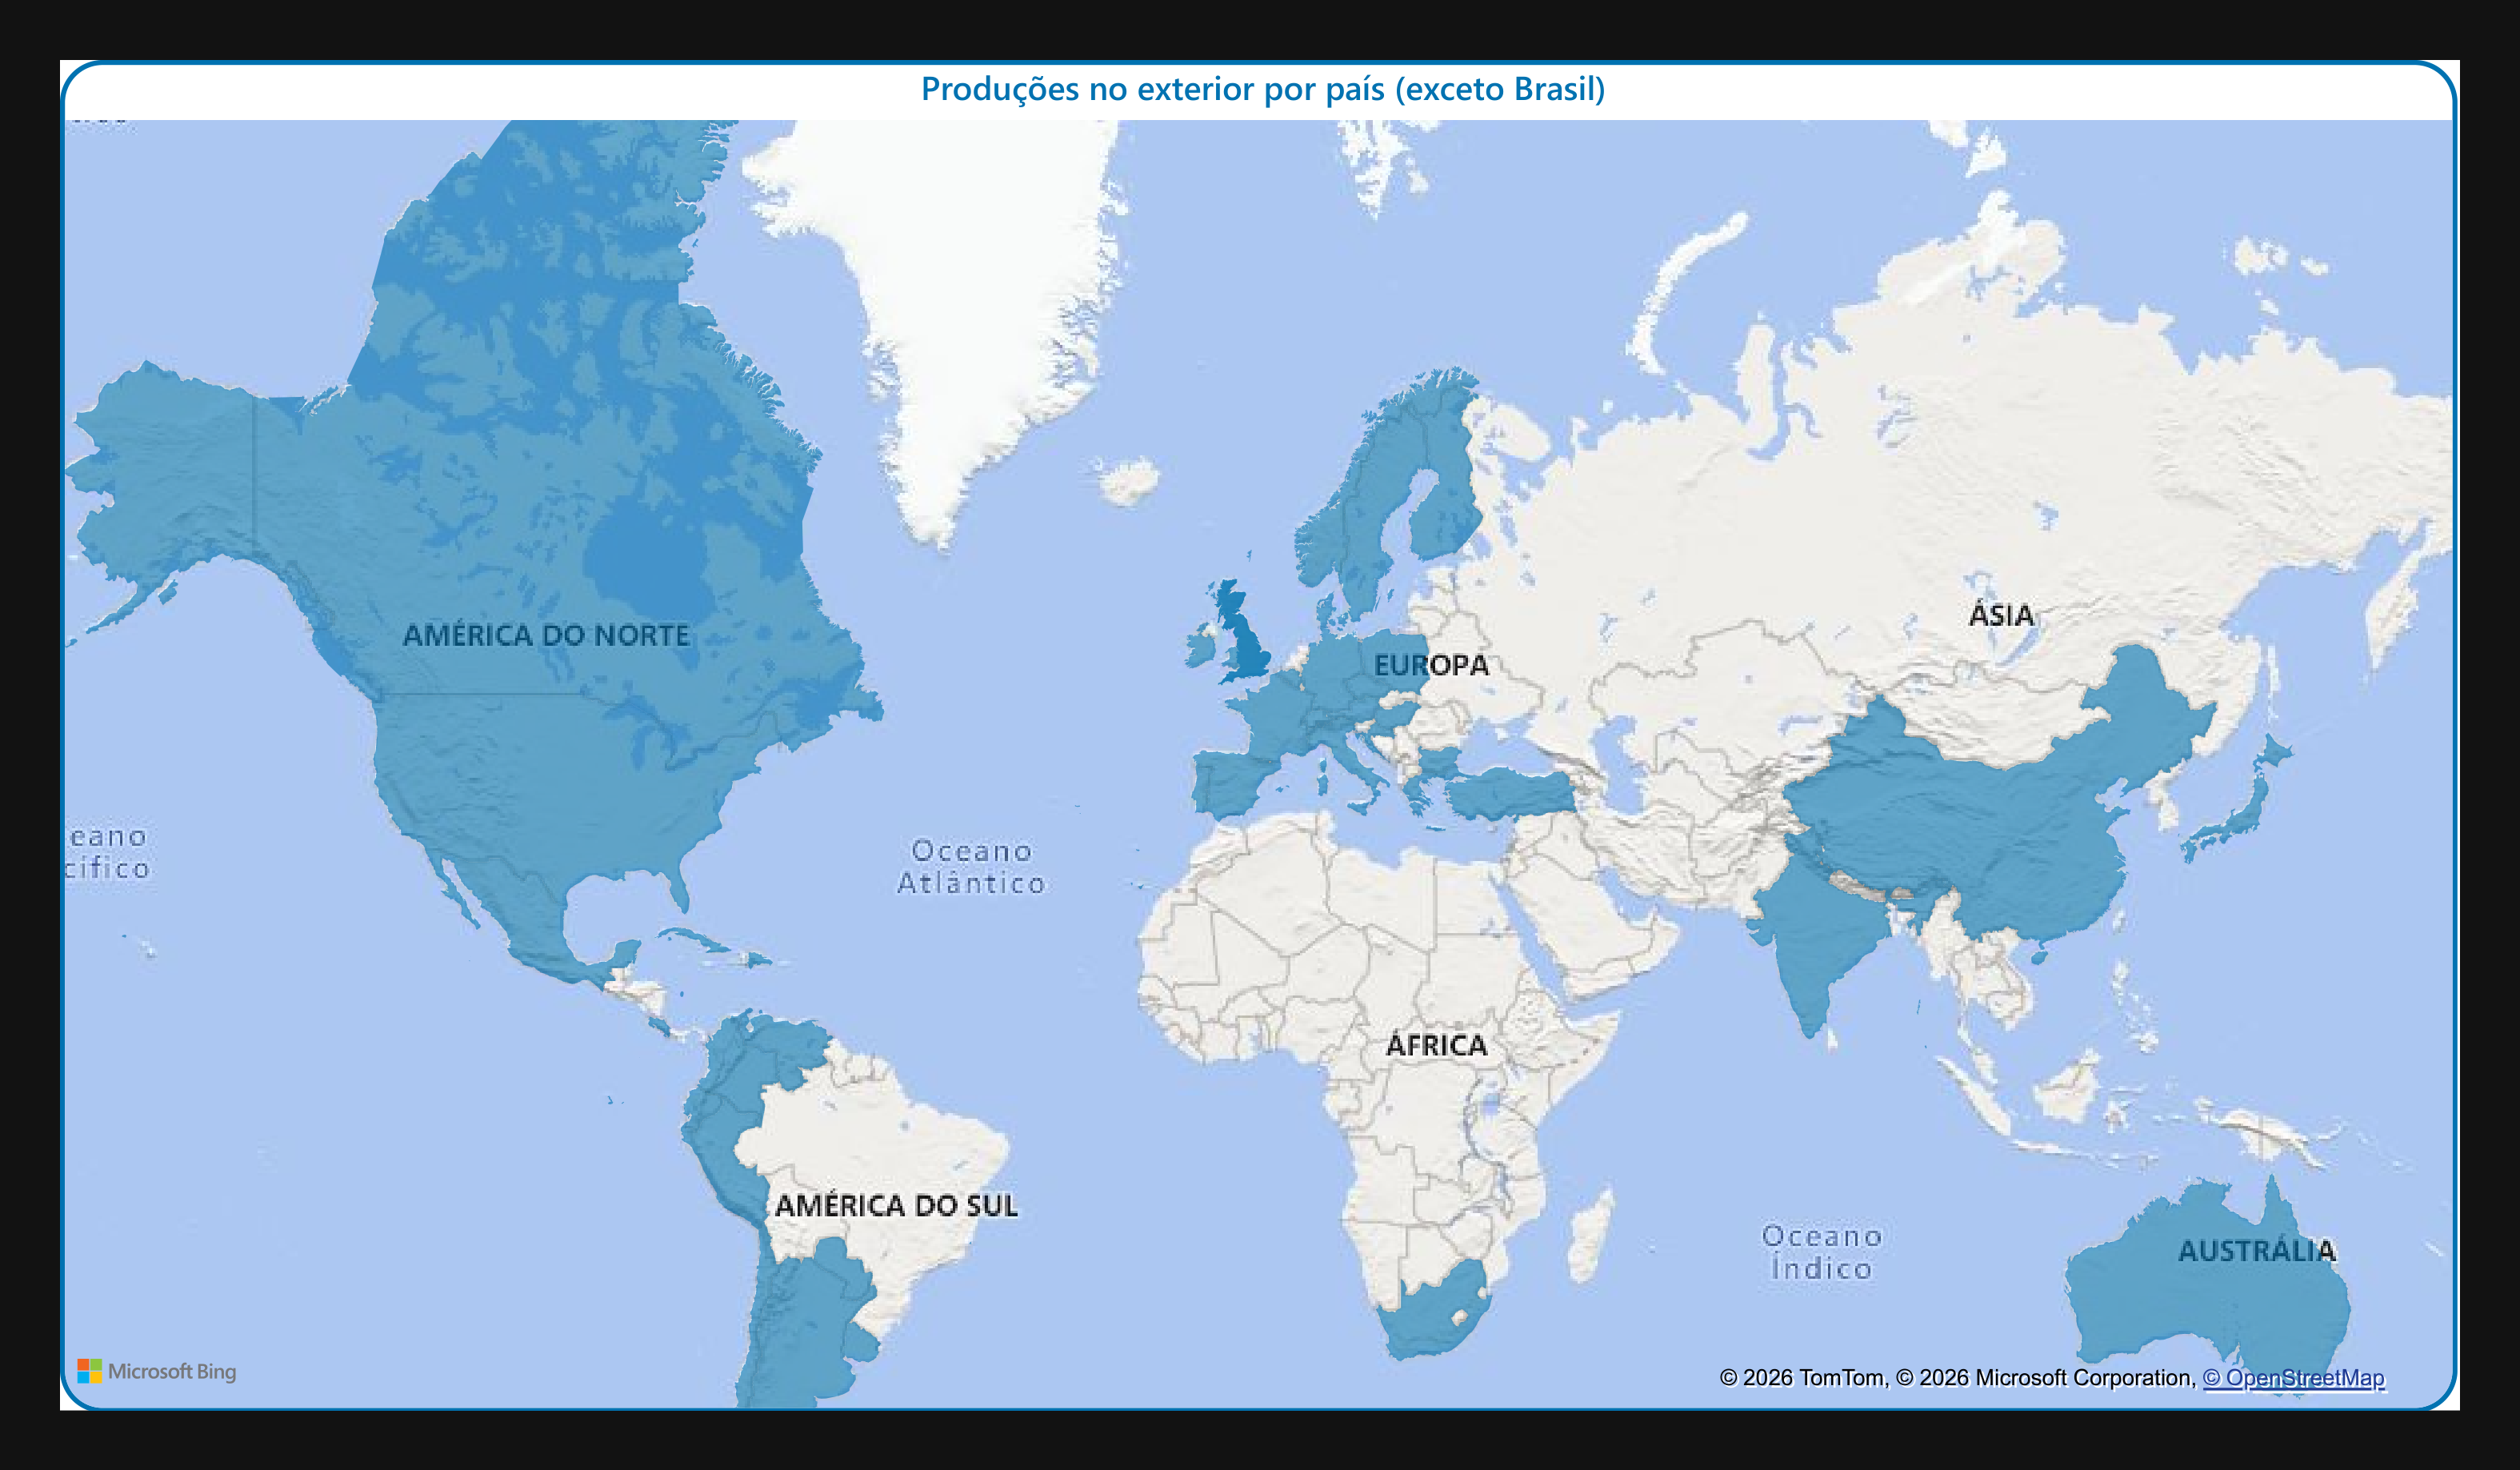 Produções no exterior por país (exceto Brasil)
AMÉRICA DO NORTE
ÁSIA
EUROPA
eano
cífico
Oceano
Atlântico
ÁFRICA
AMÉRICA DO SUL
Oceano
Índico
AUSTRÁLIA
Microsoft Bing
© 2026 TomTom, © 2026 Microsoft Corporation, © OpenStreetMap